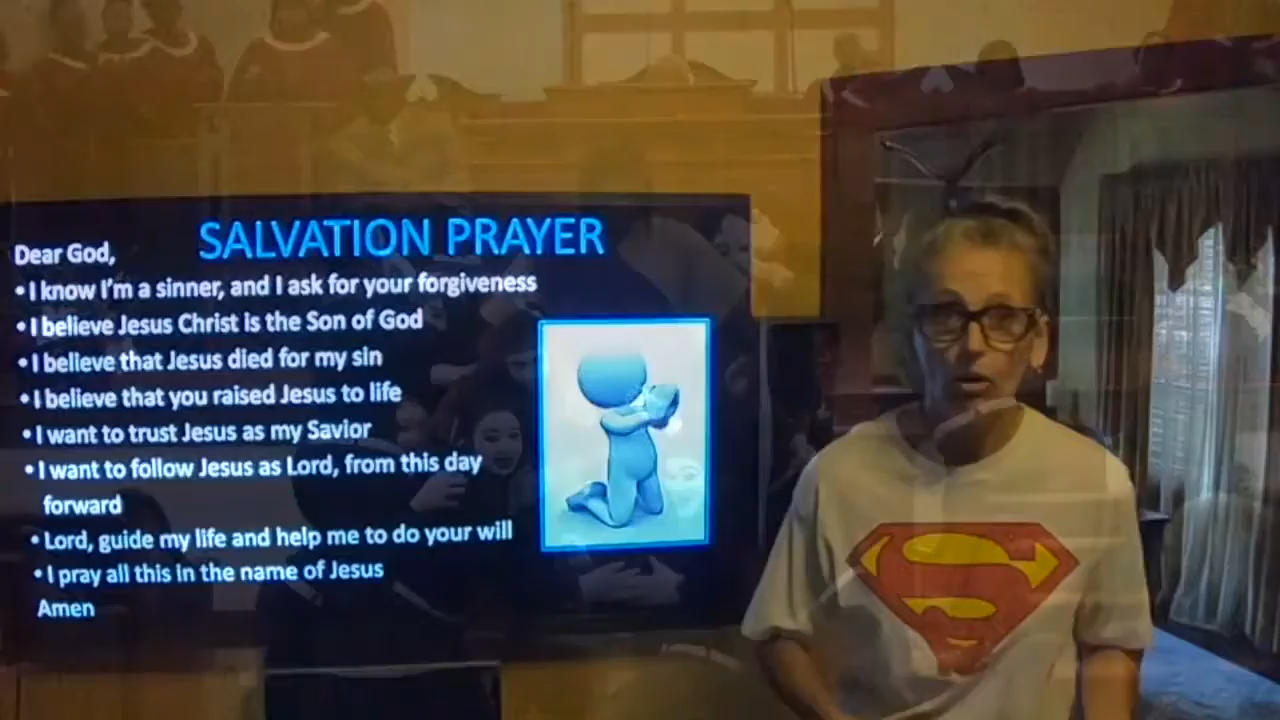 SALVATION PRAYER
Dear God,
• I know I'm a sinner, and I ask for your forgiveness
• I believe Jesus Christ is the Son of God
• I believe that Jesus died for my sin
• I believe that you raised Jesus to life
• I want to trust Jesus as my Savior
• I want to follow Jesus as Lord, from this day
forward
• Lord, guide my life and help me to do your will
• I pray all this in the name of Jesus
Amen
S